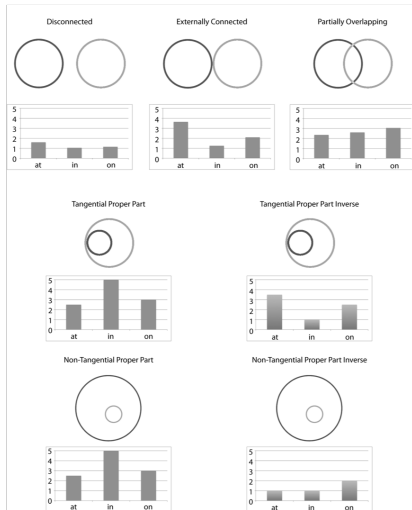 Disconnected Externally Connected Partially Overlapping
5 5 5
4 4 4
3 3 3
2 2 2
1 1 1
0 0 0
at in on at in on at in on
Tangential Proper Part Tangential Proper Part Inverse
5 5
4 4
3 3
2 2
1 1
0 0
at in on at in on
Non-Tangential Proper Part Non-Tangential Proper Part Inverse
5 5
4 4
3 3
2 2
1 1
0 0
at in on at in on